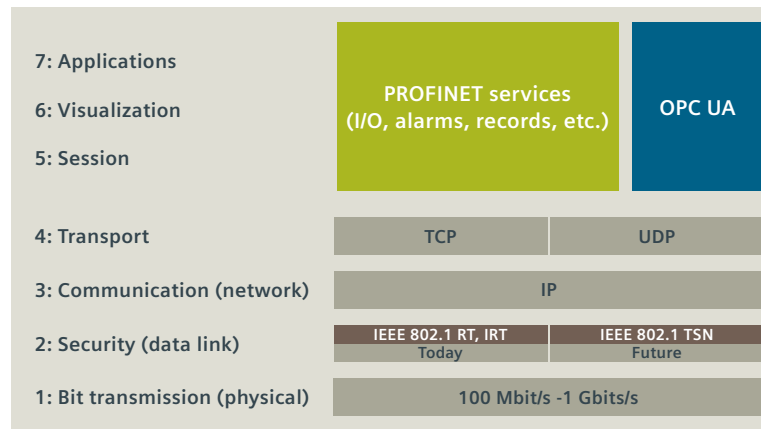 7: Applications
6: Visualization
5: Session
PROFINET services
(I/O, alarms, records, etc.)
OPC UA
4: Transport
TCP
UDP
3: Communication (network)
IP
2: Security (data link)
IEEE 802.1 RT, IRT
IEEE 802.1 TSN
Today
Future
1: Bit transmission (physical)
100 Mbit/s -1 Gbits/s